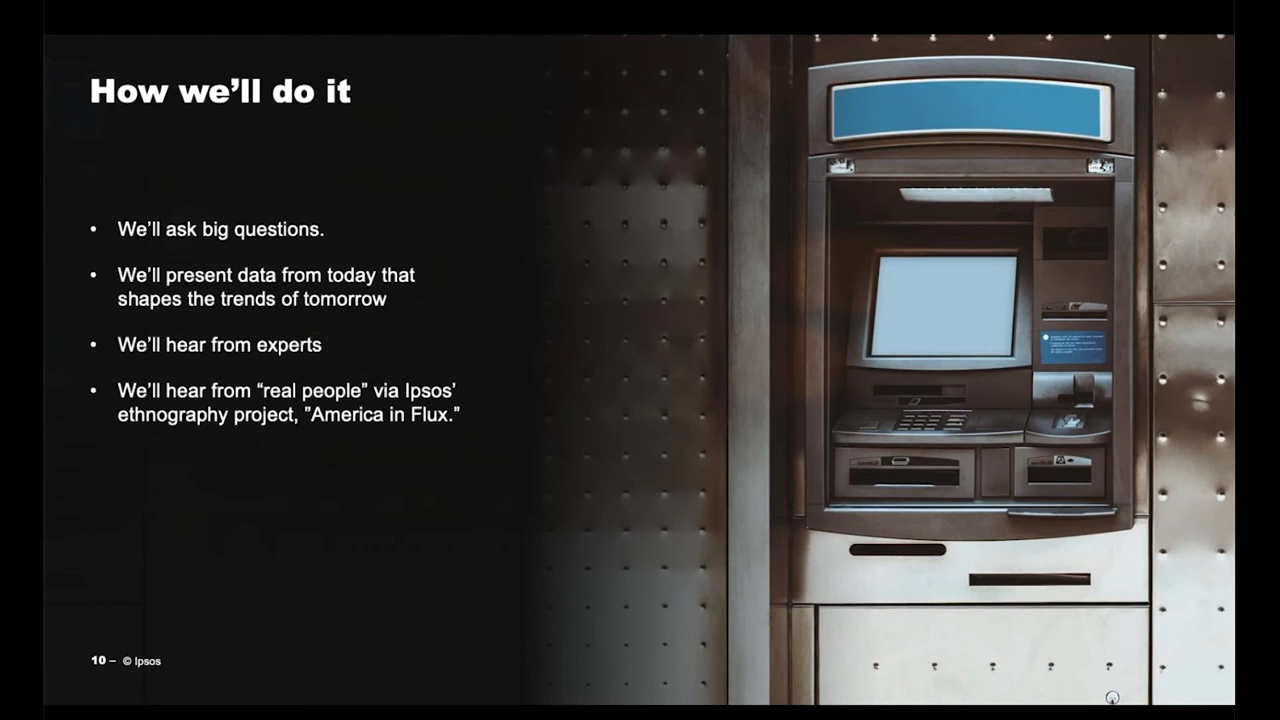 How we’ll do it
• We’ll ask big questions.
• We’ll present data from today that
shapes the trends of tomorrow
• We’ll hear from experts
• We’ll hear from “real people” via Ipsos’
ethnography project, ”America in Flux.”
10 – © Ipsos